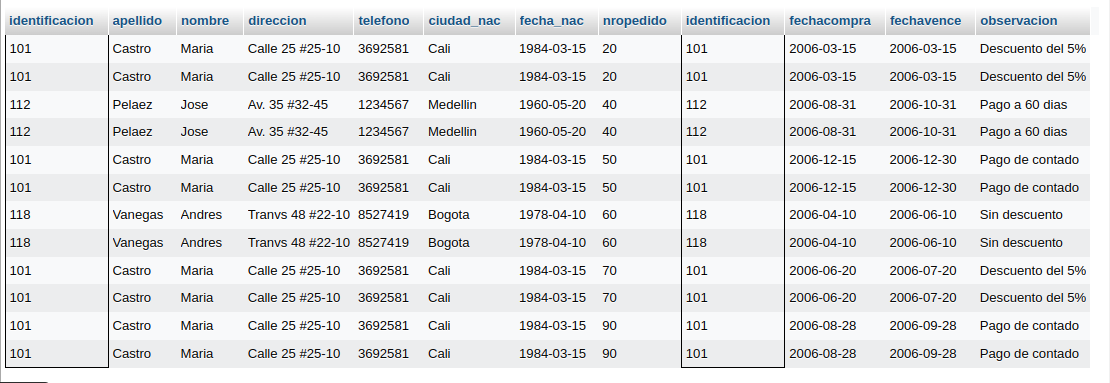 identificacion apellido nombre direccion telefono ciudad_nac fecha_nac nropedido identificacion fechacompra fechavence observacion
101 Castro Maria Calle 25 #25-10 3692581 Cali 1984-03-15 20 101 2006-03-15 2006-03-15 Descuento del 5%
101 Castro Maria Calle 25 #25-10 3692581 Cali 1984-03-15 20 101 2006-03-15 2006-03-15 Descuento del 5%
112 Pelaez Jose Av. 35 #32-45 1234567 Medellin 1960-05-20 40 112 2006-08-31 2006-10-31 Pago a 60 dias
112 Pelaez Jose Av. 35 #32-45 1234567 Medellin 1960-05-20 40 112 2006-08-31 2006-10-31 Pago a 60 dias
101 Castro Maria Calle 25 #25-10 3692581 Cali 1984-03-15 50 101 2006-12-15 2006-12-30 Pago de contado
101 Castro Maria Calle 25 #25-10 3692581 Cali 1984-03-15 50 101 2006-12-15 2006-12-30 Pago de contado
118 Vanegas Andres Tranvs 48 #22-10 8527419 Bogota 1978-04-10 60 118 2006-04-10 2006-06-10 Sin descuento
118 Vanegas Andres Tranvs 48 #22-10 8527419 Bogota 1978-04-10 60 118 2006-04-10 2006-06-10 Sin descuento
101 Castro Maria Calle 25 #25-10 3692581 Cali 1984-03-15 70 101 2006-06-20 2006-07-20 Descuento del 5%
101 Castro Maria Calle 25 #25-10 3692581 Cali 1984-03-15 70 101 2006-06-20 2006-07-20 Descuento del 5%
101 Castro Maria Calle 25 #25-10 3692581 Cali 1984-03-15 90 101 2006-08-28 2006-09-28 Pago de contado
101 Castro Maria Calle 25 #25-10 3692581 Cali 1984-03-15 90 101 2006-08-28 2006-09-28 Pago de contado